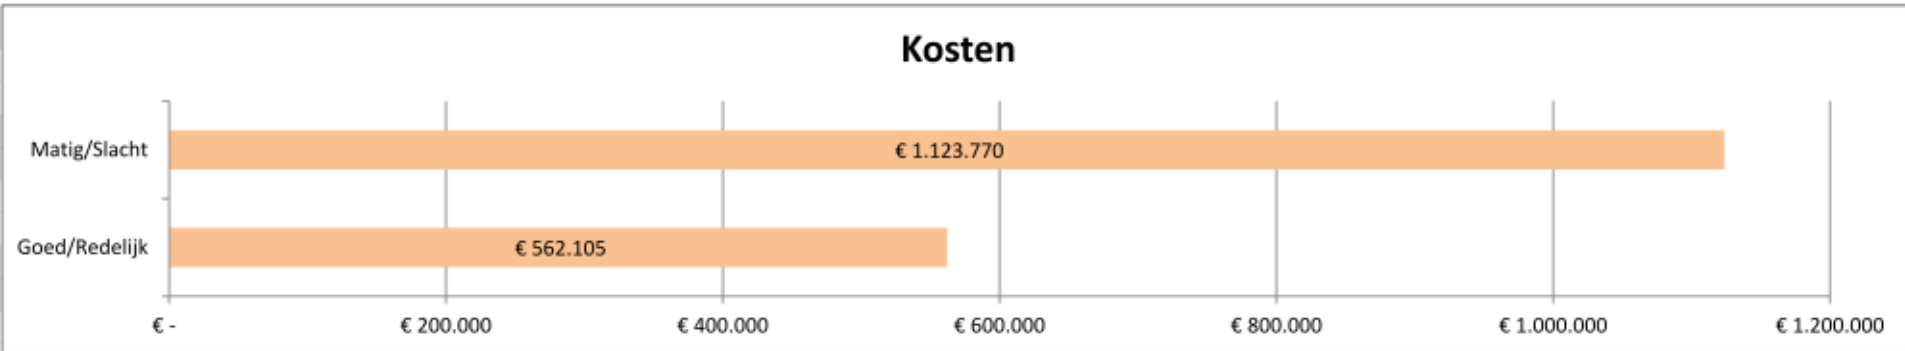 Kosten
Matig/Slacht
€ 1.123.770
Goed/Redelijk
€ 562.105
€ - € 200.000 € 400.000 € 600.000 € 800.000 € 1.000.000 € 1.200.000